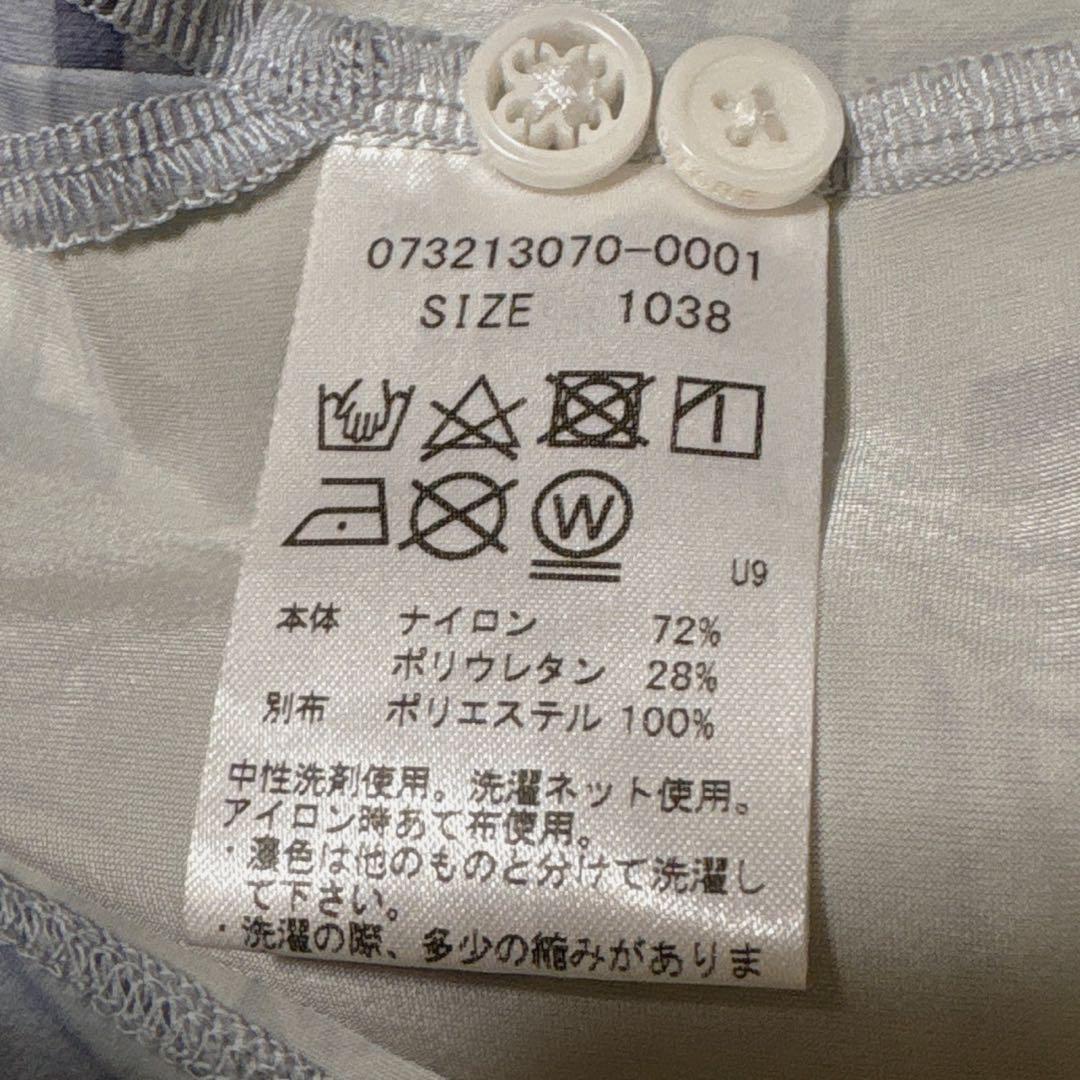 073213070-0001
SIZE 1038
W
U9
本体 ナイロン 72%
ポリウレタン 28%
別布 ポリエステル 100%
中性洗剤使用。洗濯ネット使用。
アイロン時あて布使用。
・濃色は他のものと分けて洗濯し
て下さい。
・洗濯の際、多少の縮みがありま